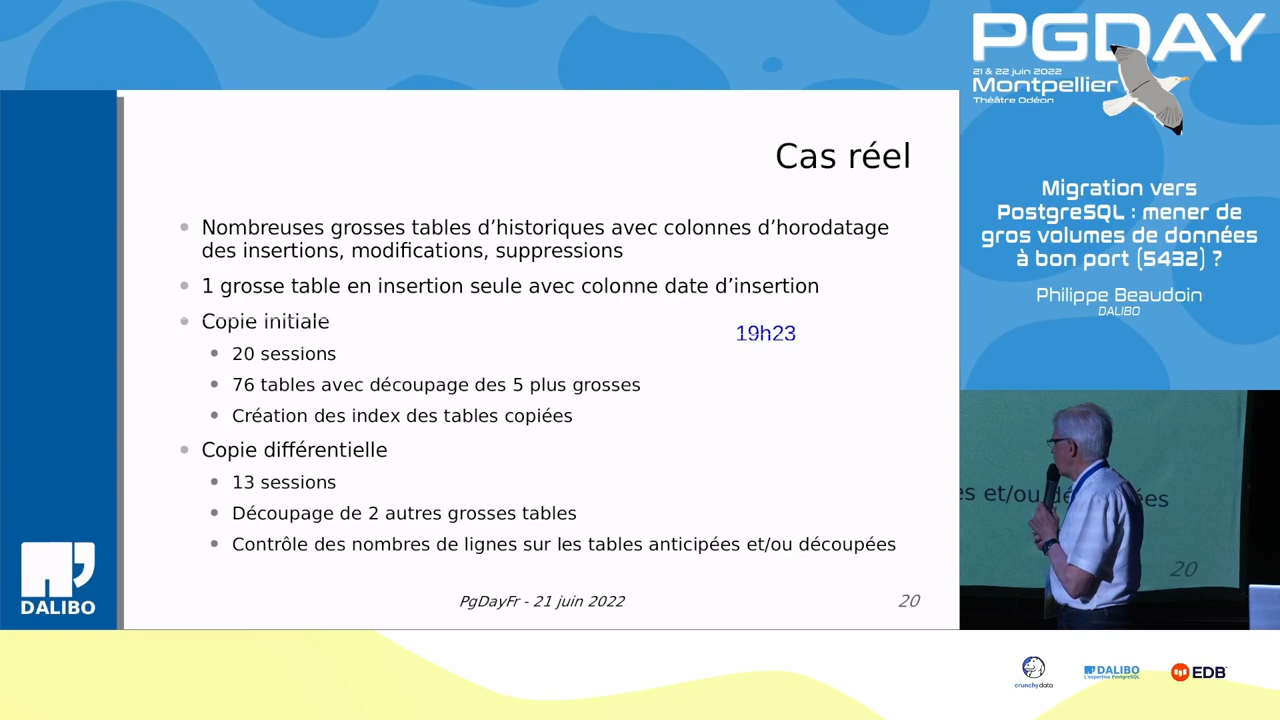 PGDAY
21 & 22 juin 2022
Montpellier
Théâtre Odéon
Migration vers
PostgreSQL : mener de
gros volumes de données
à bon port (5432) ?
Philippe Beaudoin
DALIBO
Cas réel
Nombreuses grosses tables d’historiques avec colonnes d’horodatage
des insertions, modifications, suppressions
1 grosse table en insertion seule avec colonne date d’insertion
Copie initiale
19h23
20 sessions
76 tables avec découpage des 5 plus grosses
Création des index des tables copiées
Copie différentielle
13 sessions
Découpage de 2 autres grosses tables
Contrôle des nombres de lignes sur les tables anticipées et/ou découpées
PgDayFr - 21 juin 2022
20
DALIBO
es et/ou dé ées
20
crunchydata
DALIBO
L'expertise PostgreSQL
EDB